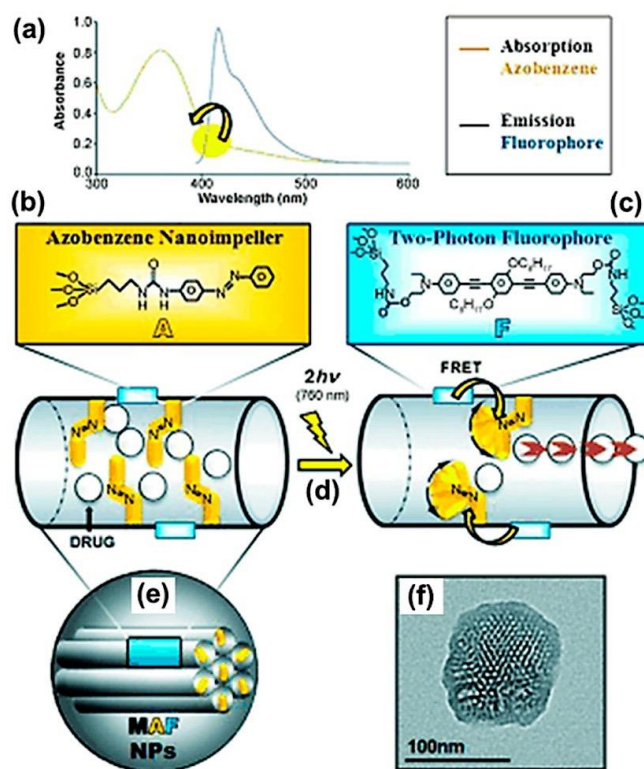 (a)
Absorbance
1.0
0.8
0.6
0.4
0.2
0.0
300
400
500
600
Wavelength (nm)
Absorption
Azobenzene
Emission
Fluorophore
(b)
(c)
Azobenzene Nanoimpeller
A
Two-Photon Fluorophore
F
N=N
N=N
N=N
N=N
DRUG
2hν
(760 nm)
(d)
FRET
N=N
N=N
(e)
MAF
NPs
(f)
100nm